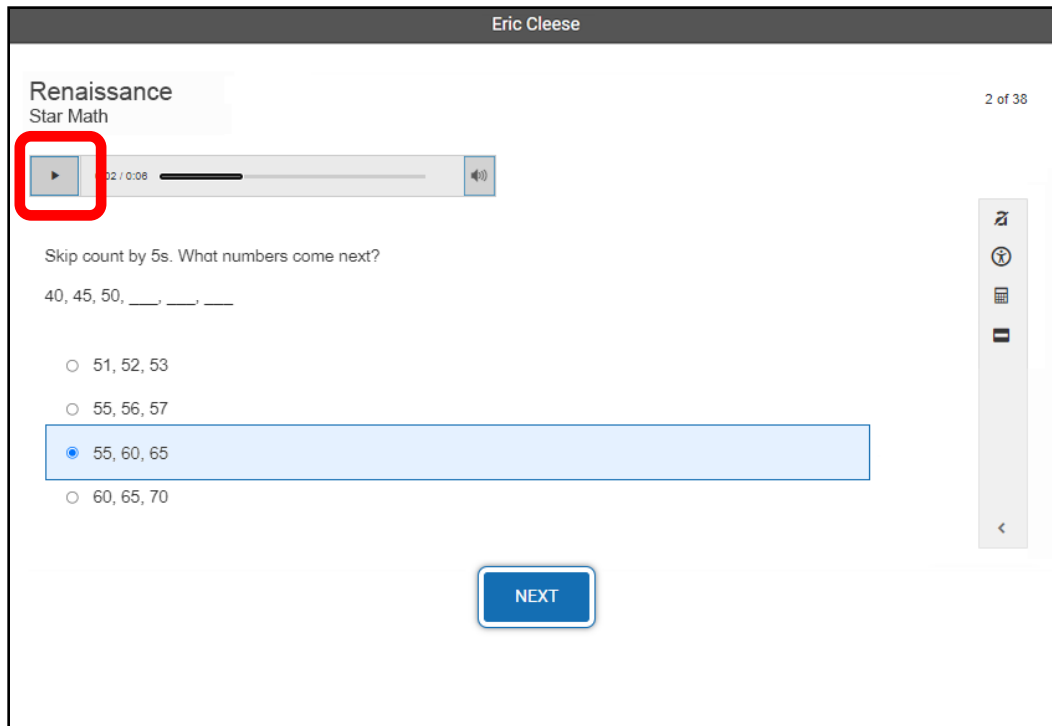 Eric Cleese
Renaissance
2 of 38
Star Math
02 / 0:06
Skip count by 5s. What numbers come next?
40, 45, 50, ___, ___, ___
51, 52, 53
55, 56, 57
55, 60, 65
60, 65, 70
NEXT